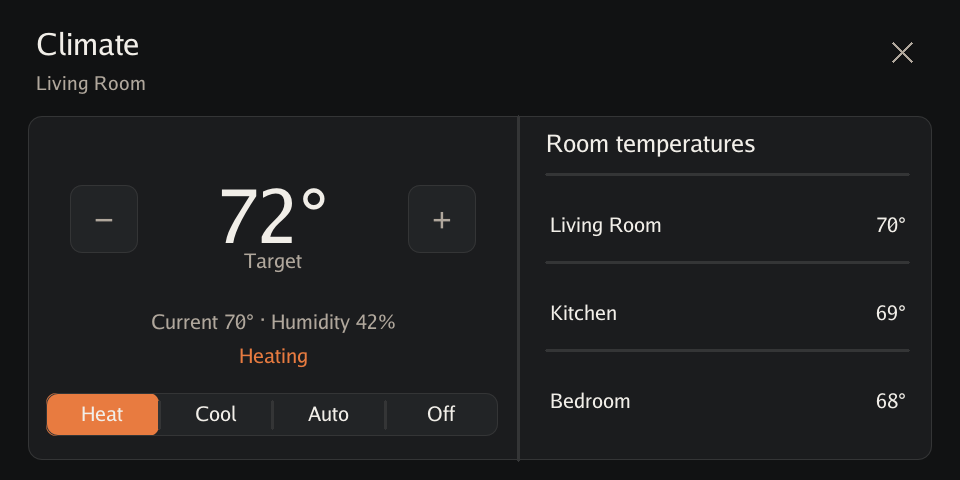 Climate
Living Room
−
72°
+
Target
Current 70° · Humidity 42%
Heating
Heat Cool Auto Off
Room temperatures
Living Room 70°
Kitchen 69°
Bedroom 68°